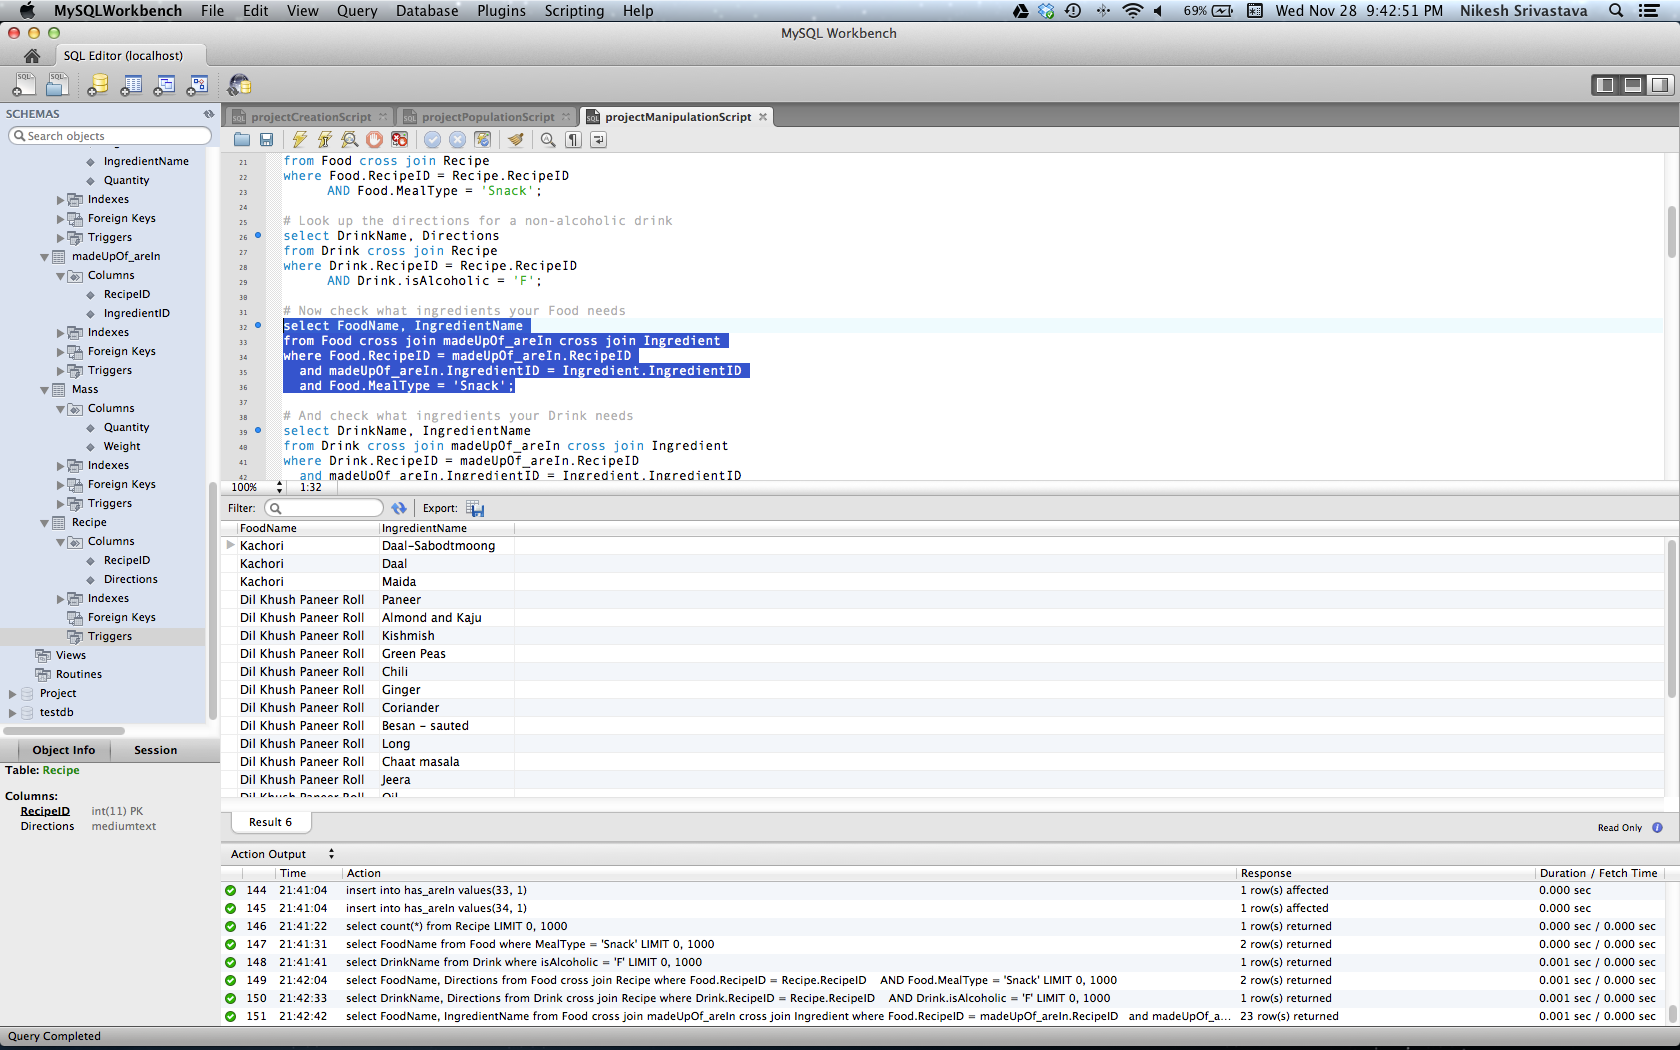 MySQLWorkbench File Edit View Query Database Plugins Scripting Help 69% Wed Nov 28 9:42:51 PM Nikesh Srivastava
MySQL Workbench
SQL Editor (localhost)
SCHEMAS
Search objects
IngredientName
Quantity
Indexes
Foreign Keys
Triggers
madeUpOf_areIn
Columns
RecipeID
IngredientID
Indexes
Foreign Keys
Triggers
Mass
Columns
Quantity
Weight
Indexes
Foreign Keys
Triggers
Recipe
Columns
RecipeID
Directions
Indexes
Foreign Keys
Triggers
Views
Routines
Project
testdb
Object Info Session
Table: Recipe
Columns:
RecipeID int(11) PK
Directions mediumtext
projectCreationScript projectPopulationScript projectManipulationScript
21 from Food cross join Recipe
22 where Food.RecipeID = Recipe.RecipeID
23 AND Food.MealType = 'Snack';
24
25 # Look up the directions for a non-alcoholic drink
26 select DrinkName, Directions
27 from Drink cross join Recipe
28 where Drink.RecipeID = Recipe.RecipeID
29 AND Drink.isAlcoholic = 'F';
30
31 # Now check what ingredients your Food needs
32 select FoodName, IngredientName
33 from Food cross join madeUpOf_areIn cross join Ingredient
34 where Food.RecipeID = madeUpOf_areIn.RecipeID
35 and madeUpOf_areIn.IngredientID = Ingredient.IngredientID
36 and Food.MealType = 'Snack';
37
38 # And check what ingredients your Drink needs
39 select DrinkName, IngredientName
40 from Drink cross join madeUpOf_areIn cross join Ingredient
41 where Drink.RecipeID = madeUpOf_areIn.RecipeID
42 and madeUpOf_areIn.IngredientID = Ingredient.IngredientID
100% 1:32
Filter: Export:
FoodName IngredientName
Kachori Daal-Sabodtmoong
Kachori Daal
Kachori Maida
Dil Khush Paneer Roll Paneer
Dil Khush Paneer Roll Almond and Kaju
Dil Khush Paneer Roll Kishmish
Dil Khush Paneer Roll Green Peas
Dil Khush Paneer Roll Chili
Dil Khush Paneer Roll Ginger
Dil Khush Paneer Roll Coriander
Dil Khush Paneer Roll Besan - sauted
Dil Khush Paneer Roll Long
Dil Khush Paneer Roll Chaat masala
Dil Khush Paneer Roll Jeera
Dil Khush Paneer Roll Oil
Result 6
Read Only
Action Output
Time Action Response Duration / Fetch Time
144 21:41:04 insert into has_areIn values(33, 1) 1 row(s) affected 0.000 sec
145 21:41:04 insert into has_areIn values(34, 1) 1 row(s) affected 0.000 sec
146 21:41:22 select count(*) from Recipe LIMIT 0, 1000 1 row(s) returned 0.000 sec / 0.000 sec
147 21:41:31 select FoodName from Food where MealType = 'Snack' LIMIT 0, 1000 2 row(s) returned 0.000 sec / 0.000 sec
148 21:41:41 select DrinkName from Drink where isAlcoholic = 'F' LIMIT 0, 1000 1 row(s) returned 0.001 sec / 0.000 sec
149 21:42:04 select FoodName, Directions from Food cross join Recipe where Food.RecipeID = Recipe.RecipeID AND Food.MealType = 'Snack' LIMIT 0, 1000 2 row(s) returned 0.001 sec / 0.000 sec
150 21:42:33 select DrinkName, Directions from Drink cross join Recipe where Drink.RecipeID = Recipe.RecipeID AND Drink.isAlcoholic = 'F' LIMIT 0, 1000 1 row(s) returned 0.001 sec / 0.000 sec
151 21:42:42 select FoodName, IngredientName from Food cross join madeUpOf_areIn cross join Ingredient where Food.RecipeID = madeUpOf_areIn.RecipeID and madeUpOf_a... 23 row(s) returned 0.001 sec / 0.000 sec
Query Completed